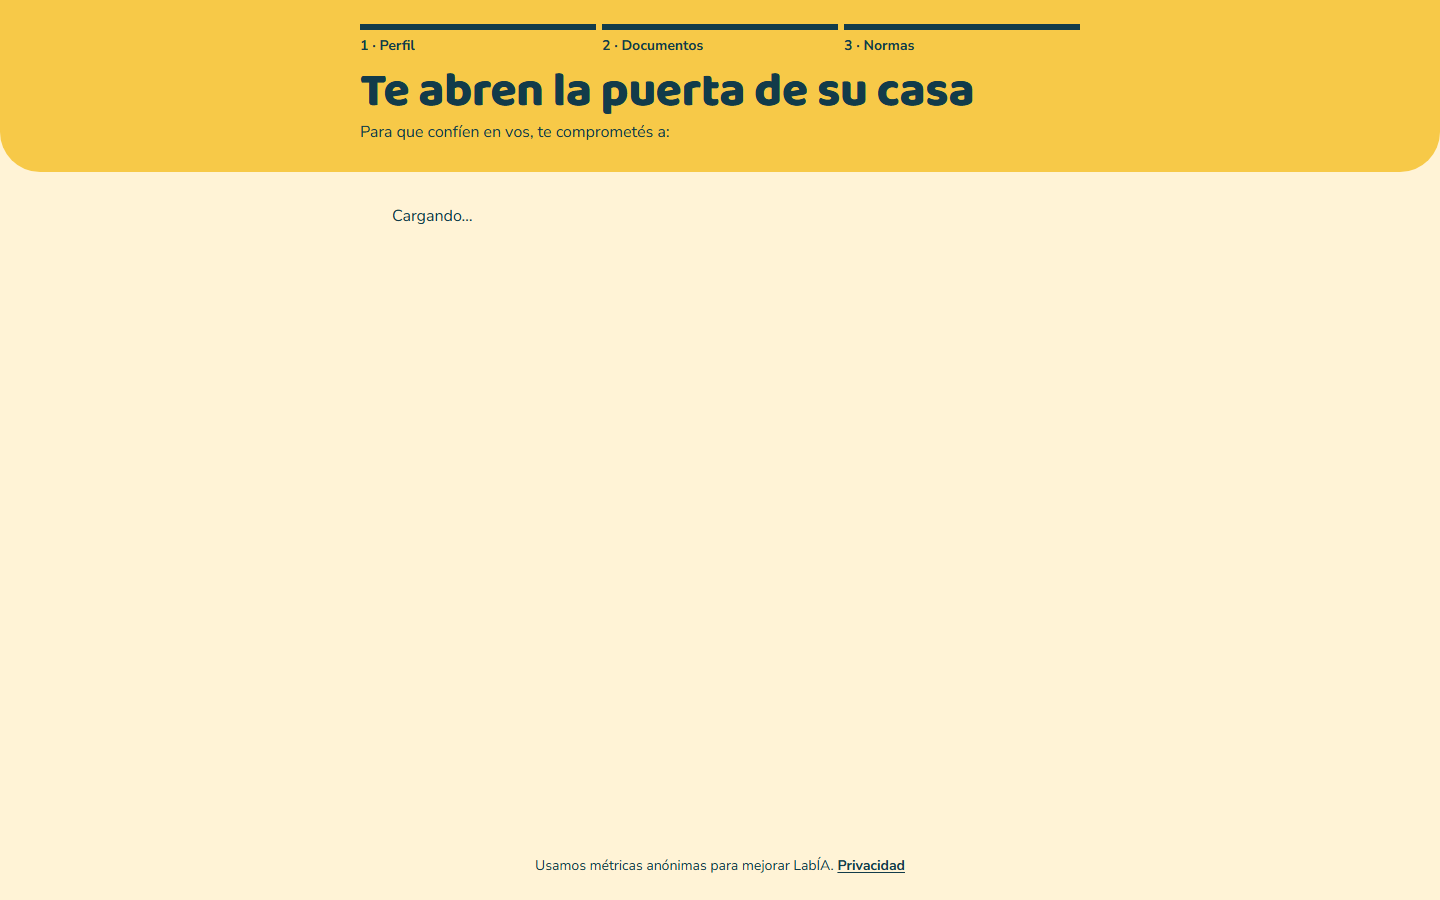 1 · Perfil
2 · Documentos
3 · Normas
Te abren la puerta de su casa
Para que confíen en vos, te comprometés a:
Cargando...
Usamos métricas anónimas para mejorar LabÍA. Privacidad